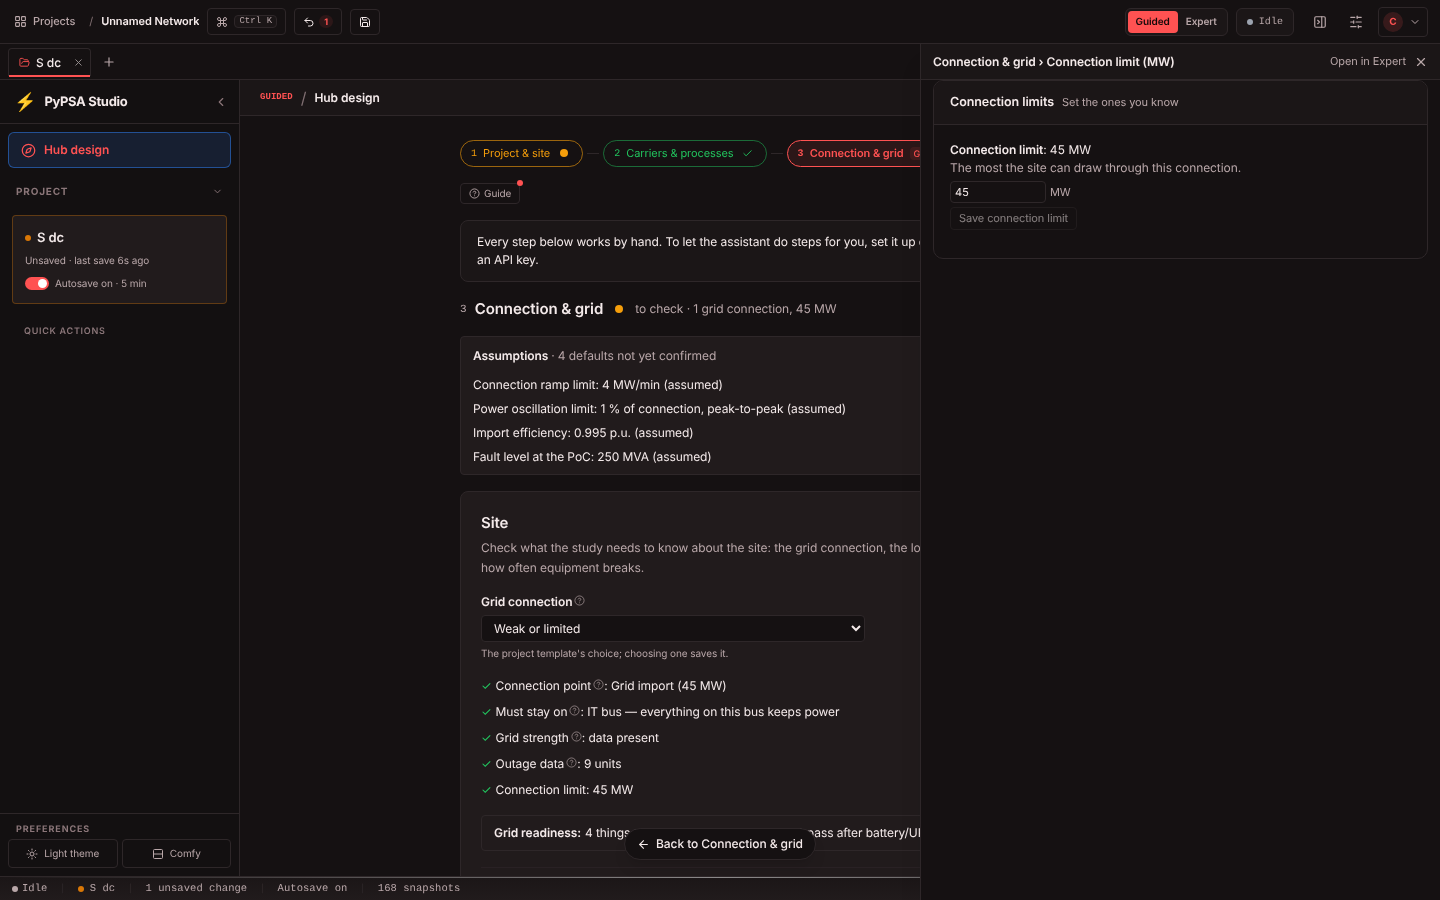 Projects / Unnamed Network Ctrl K 1 Guided Expert Idle C
S dc
Connection & grid › Connection limit (MW) Open in Expert
PyPSA Studio
GUIDED / Hub design
Hub design
PROJECT
S dc
Unsaved · last save 6s ago
Autosave on · 5 min
QUICK ACTIONS
PREFERENCES
Light theme Comfy
1 Project & site
2 Carriers & processes
3 Connection & grid
Guide
Every step below works by hand. To let the assistant do steps for you, set it up
an API key.
3 Connection & grid to check · 1 grid connection, 45 MW
Assumptions · 4 defaults not yet confirmed
Connection ramp limit: 4 MW/min (assumed)
Power oscillation limit: 1 % of connection, peak-to-peak (assumed)
Import efficiency: 0.995 p.u. (assumed)
Fault level at the PoC: 250 MVA (assumed)
Site
Check what the study needs to know about the site: the grid connection, the lo
how often equipment breaks.
Grid connection
Weak or limited
The project template's choice; choosing one saves it.
Connection point: Grid import (45 MW)
Must stay on: IT bus — everything on this bus keeps power
Grid strength: data present
Outage data: 9 units
Connection limit: 45 MW
Grid readiness: 4 things pass after battery/U
Back to Connection & grid
Connection limits Set the ones you know
Connection limit: 45 MW
The most the site can draw through this connection.
45 MW
Save connection limit
Idle S dc 1 unsaved change Autosave on 168 snapshots